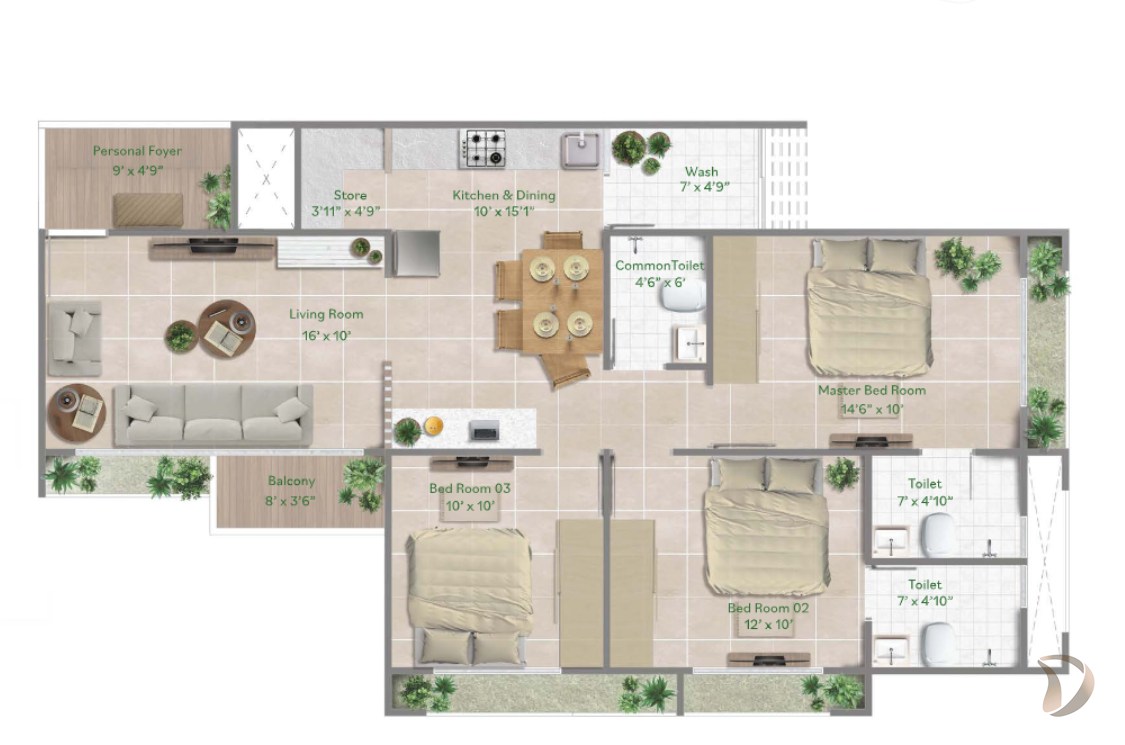 Personal Foyer
9' x 4'9"
Store
3'11" x 4'9"
Kitchen & Dining
10' x 15'1"
Wash
7' x 4'9"
Common Toilet
4'6" x 6'
Living Room
16' x 10'
Master Bed Room
14'6" x 10'
Balcony
8' x 3'6"
Bed Room 03
10' x 10'
Toilet
7' x 4'10"
Toilet
7' x 4'10"
Bed Room 02
12' x 10'